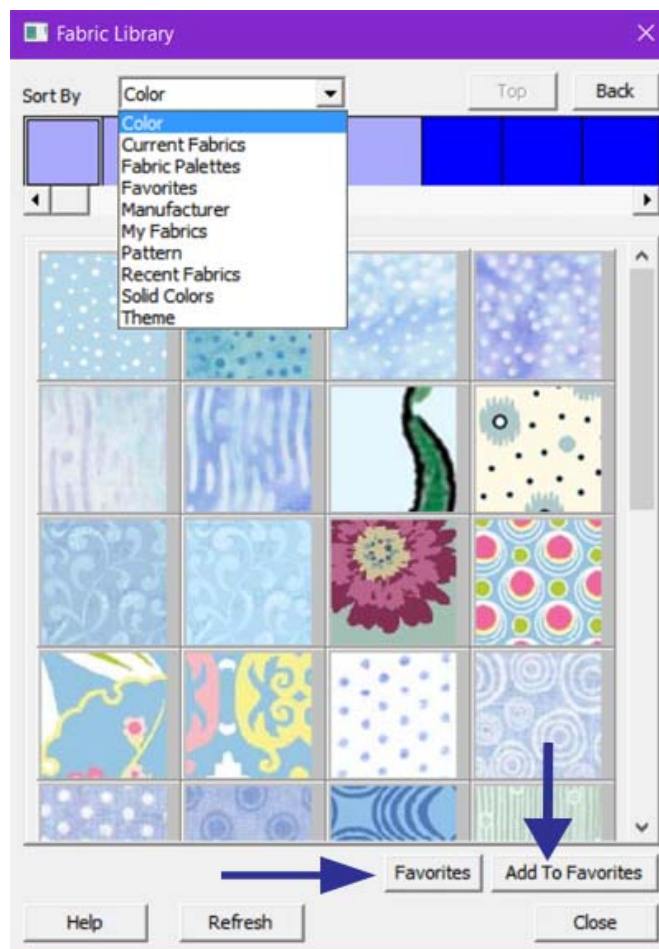 Fabric Library
Sort By Color Top Back
Color
Current Fabrics
Fabric Palettes
Favorites
Manufacturer
My Fabrics
Pattern
Recent Fabrics
Solid Colors
Theme
Favorites Add To Favorites
Help Refresh Close